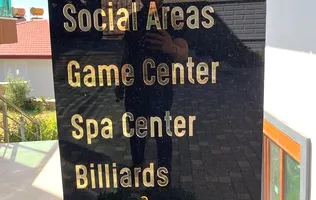 Social Areas
Game Center
Spa Center
Billiards